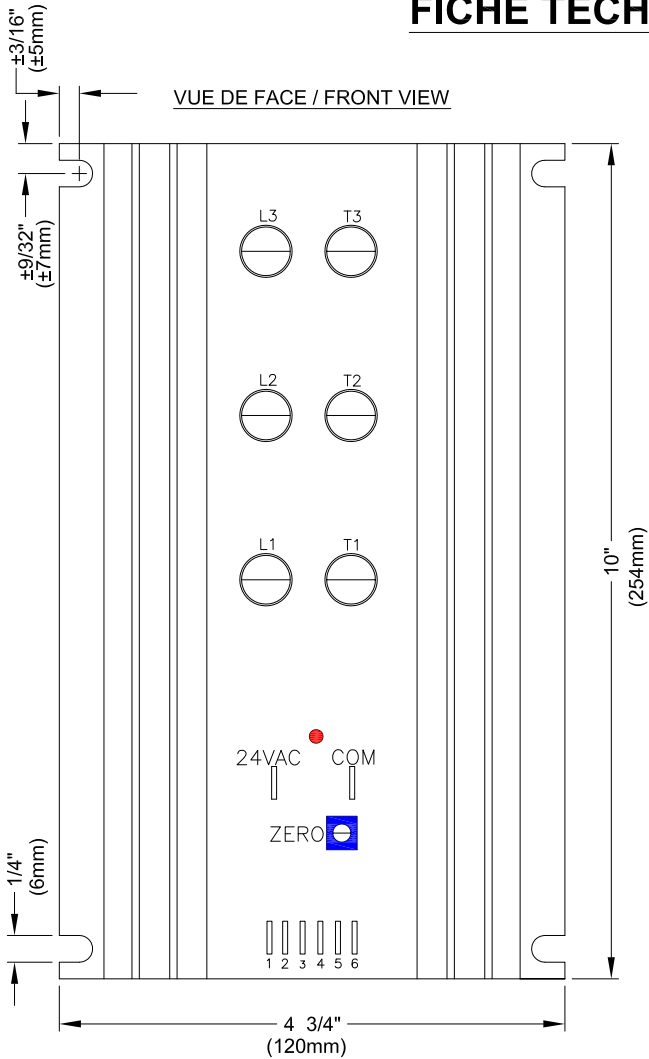 FICHE TECH
±3/16"
(±5mm)
VUE DE FACE / FRONT VIEW
±9/32"
(±7mm)
L3 T3
L2 T2
L1 T1
10"
(254mm)
24VAC COM
ZERO
1/4"
(6mm)
1 2 3 4 5 6
4 3/4"
(120mm)